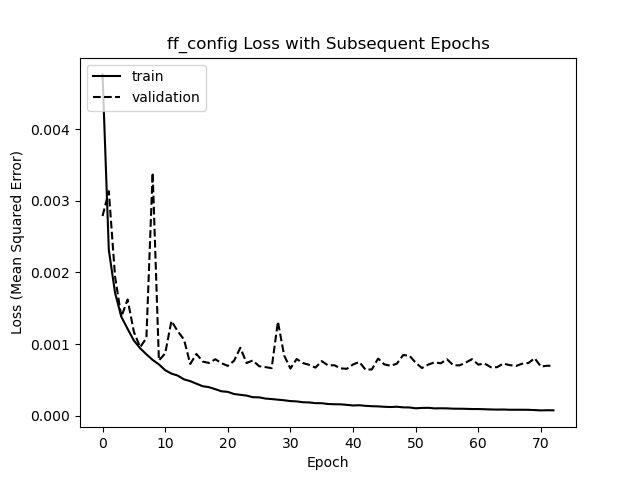 ff_config Loss with Subsequent Epochs
train
validation
Loss (Mean Squared Error)
0.004
0.003
0.002
0.001
0.000
0 10 20 30 40 50 60 70
Epoch